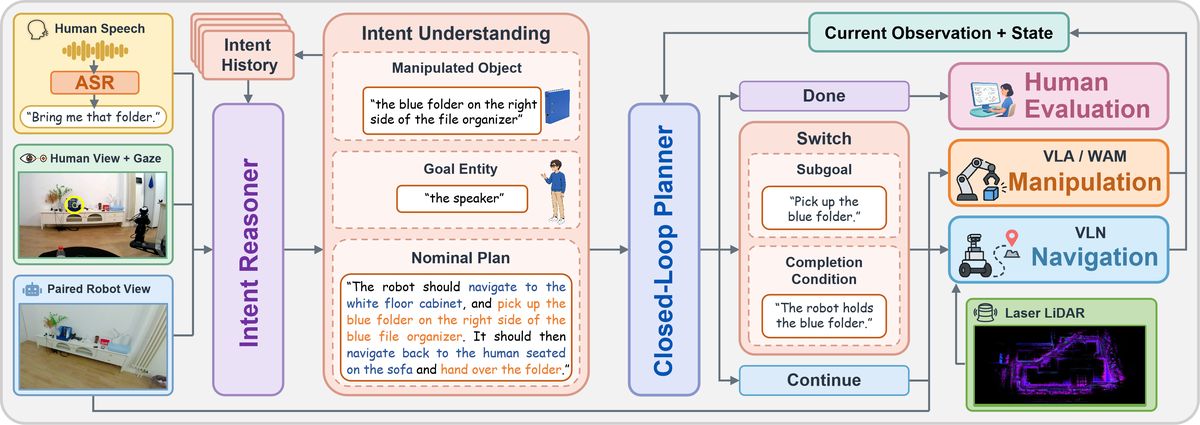 Human Speech
ASR
“Bring me that folder.”
Human View + Gaze
Paired Robot View
Intent
History
Intent Reasoner
Intent Understanding
Manipulated Object
“the blue folder on the right
side of the file organizer”
Goal Entity
“the speaker”
Nominal Plan
“The robot should navigate to the
white floor cabinet, and pick up the
blue folder on the right side of the
blue file organizer. It should then
navigate back to the human seated
on the sofa and hand over the folder.”
Closed-Loop Planner
Current Observation + State
Done
Switch
Subgoal
“Pick up the
blue folder.”
Completion
Condition
“The robot holds
the blue folder.”
Continue
Human
Evaluation
VLA / WAM
Manipulation
VLN
Navigation
Laser LiDAR